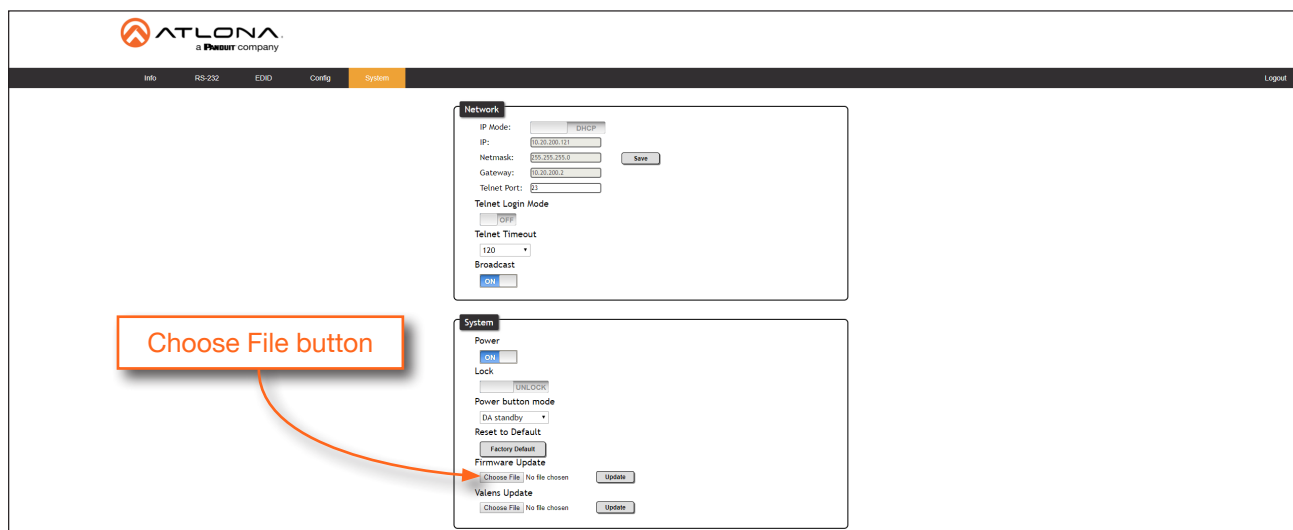 ATLONA.
a PANDUIT company
Info RS-232 EDID Config System Logout
Network
IP Mode: DHCP
IP: 10.20.200.121
Netmask: 255.255.255.0 Save
Gateway: 10.20.200.2
Telnet Port: 23
Telnet Login Mode
OFF
Telnet Timeout
120
Broadcast
ON
System
Choose File button
Power
ON
Lock
UNLOCK
Power button mode
DA standby
Reset to Default
Factory Default
Firmware Update
Choose File No file chosen Update
Valens Update
Choose File No file chosen Update